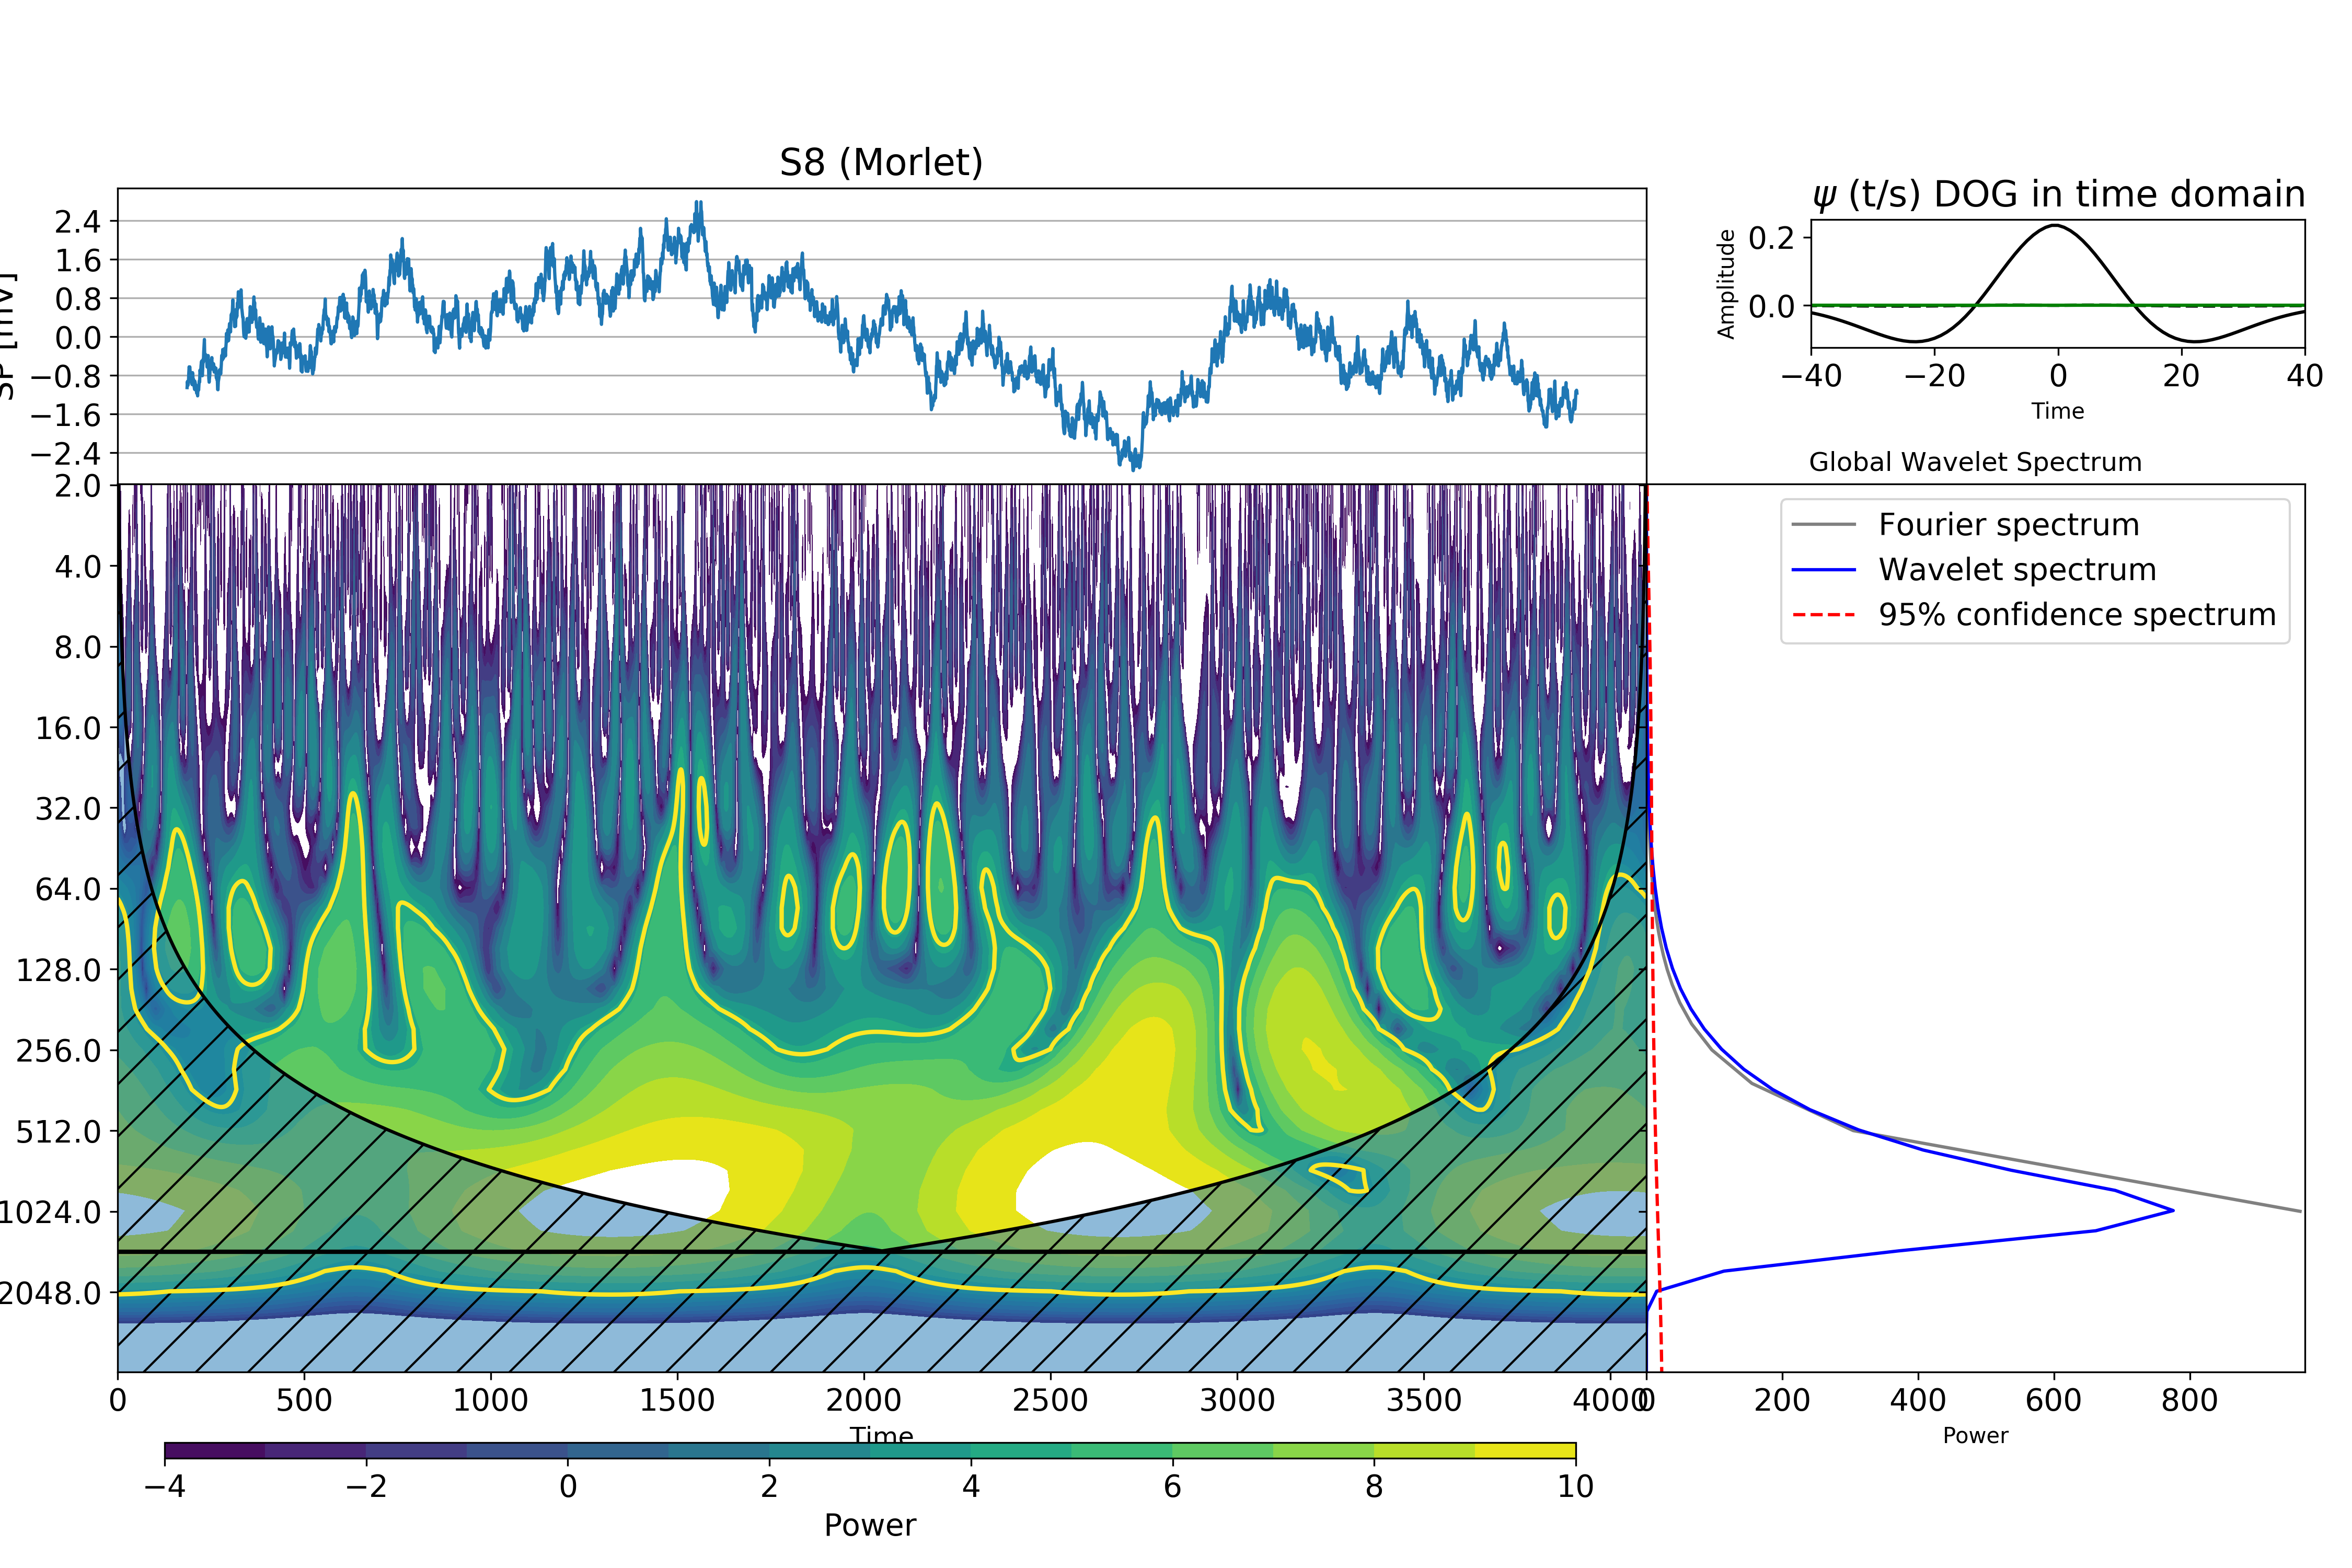 S8 (Morlet)
2.4
1.6
0.8
0.0
−0.8
−1.6
−2.4
ψ (t/s) DOG in time domain
Amplitude
0.2
0.0
−40 −20 0 20 40
Time
Global Wavelet Spectrum
Fourier spectrum
Wavelet spectrum
95% confidence spectrum
2.0
4.0
8.0
16.0
32.0
64.0
128.0
256.0
512.0
1024.0
2048.0
0 500 1000 1500 2000 2500 3000 3500 4000
Time
0 200 400 600 800
Power
−4 −2 0 2 4 6 8 10
Power